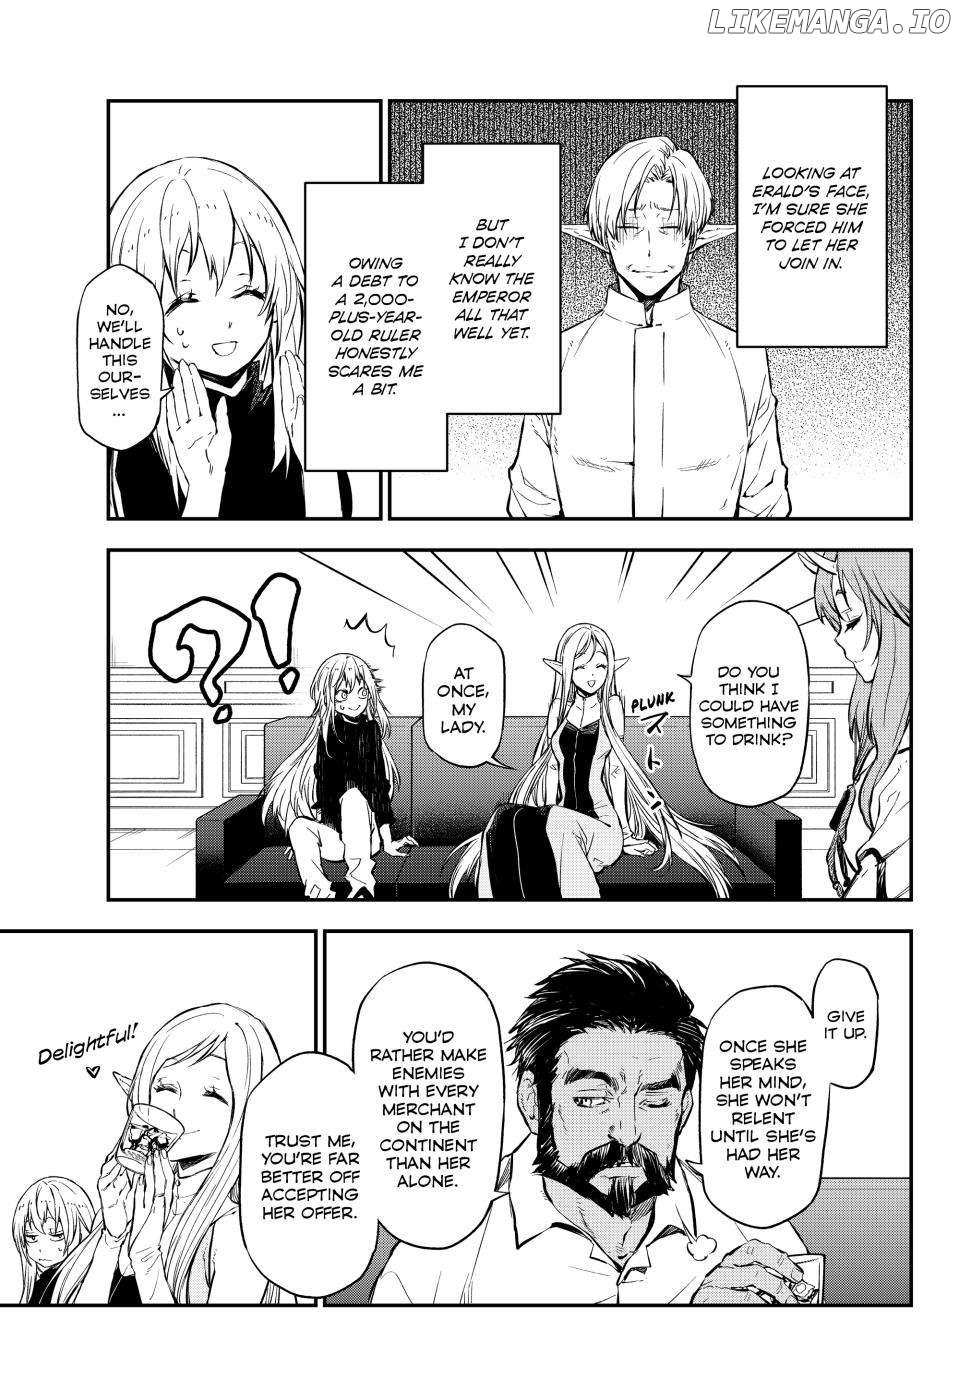 LIKEMANGA.IO
LOOKING AT
ERALD'S FACE,
I'M SURE SHE
FORCED HIM
TO LET HER
JOIN IN.
BUT
I DON'T
REALLY
KNOW THE
EMPEROR
ALL THAT
WELL YET.
OWING
A DEBT TO
A 2,000-
PLUS-YEAR-
OLD RULER
HONESTLY
SCARES ME
A BIT.
NO,
WE'LL
HANDLE
THIS
OUR-
SELVES
...
DO YOU
THINK I
COULD HAVE
SOMETHING
TO DRINK?
PLUNK
ストン
AT
ONCE,
MY
LADY.
?!
GIVE
IT UP.
ONCE SHE
SPEAKS
HER MIND,
SHE WON'T
RELENT
UNTIL SHE'S
HAD HER
WAY.
YOU'D
RATHER MAKE
ENEMIES
WITH EVERY
MERCHANT
ON THE
CONTINENT
THAN HER
ALONE.
TRUST ME,
YOU'RE FAR
BETTER OFF
ACCEPTING
HER OFFER.
Delightful!